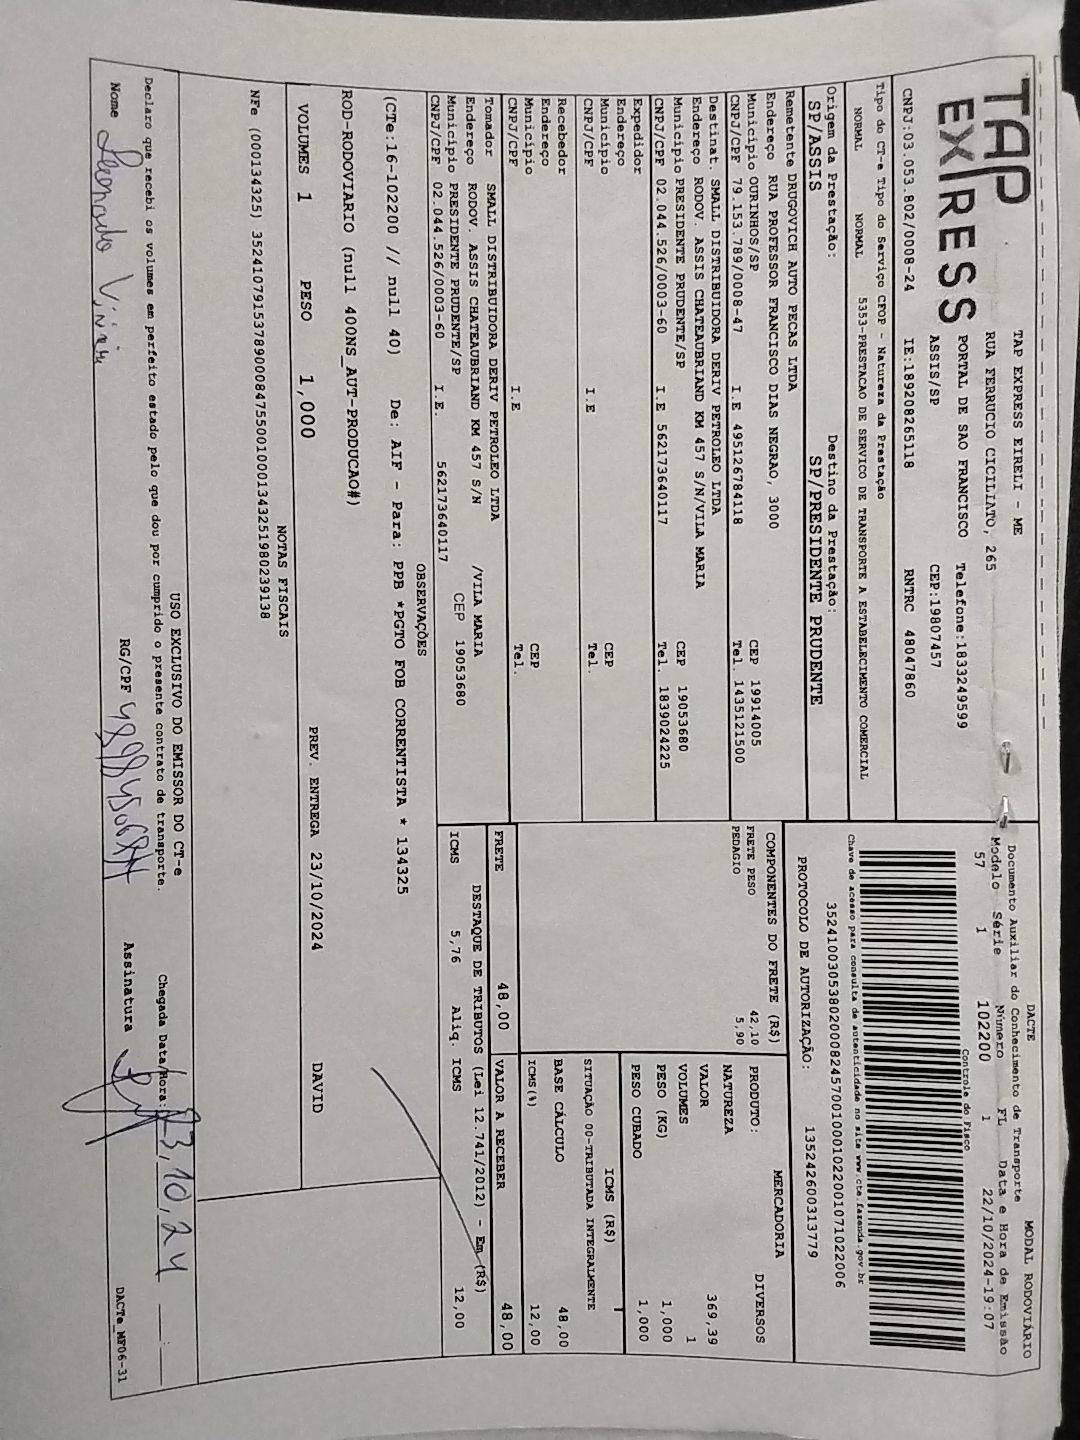 TAP
EXPRESS
TAP EXPRESS EIRELI - ME
RUA FERRUCIO CICILIATO, 265
PORTAL DE SAO FRANCISCO Telefone:1833249599
ASSIS/SP CEP:19807457
CNPJ:03.053.802/0008-24 IE:189208265118 RNTRC 48047860
DACTE MODAL RODOVIÁRIO
Documento Auxiliar do Conhecimento de Transporte
Modelo Série Número FL Data e Hora de Emissão
57 1 102200 1 22/10/2024-19:07
Controle do Fisco
Chave de acesso para consulta de autenticidade no site www.cte.fazenda.gov.br
35241003053802000824570010001022001071022006
PROTOCOLO DE AUTORIZAÇÃO: 135242600313779
Tipo do CT-e Tipo do Serviço CFOP - Natureza da Prestação
NORMAL NORMAL 5353-PRESTACAO DE SERVICO DE TRANSPORTE A ESTABELECIMENTO COMERCIAL
Origem da Prestação: Destino da Prestação:
SP/ASSIS SP/PRESIDENTE PRUDENTE
Remetente DRUGOVICH AUTO PECAS LTDA
Endereço RUA PROFESSOR FRANCISCO DIAS NEGRAO, 3000
Município OURINHOS/SP CEP 19914005
CNPJ/CPF 79.153.789/0008-47 I.E 495126784118 Tel. 1435121500
Destinat. SMALL DISTRIBUIDORA DERIV PETROLEO LTDA
Endereço RODOV. ASSIS CHATEAUBRIAND KM 457 S/N/VILA MARIA
Município PRESIDENTE PRUDENTE/SP CEP 19053680
CNPJ/CPF 02.044.526/0003-60 I.E 562173640117 Tel. 1839024225
Expedidor
Endereço
Município CEP
CNPJ/CPF I.E Tel.
Recebedor
Endereço
Município CEP
CNPJ/CPF I.E Tel.
Tomador SMALL DISTRIBUIDORA DERIV PETROLEO LTDA
Endereço RODOV. ASSIS CHATEAUBRIAND KM 457 S/N /VILA MARIA
Município PRESIDENTE PRUDENTE/SP CEP 19053680
CNPJ/CPF 02.044.526/0003-60 I.E. 562173640117
COMPONENTES DO FRETE (R$)
FRETE PESO 42,10
PEDAGIO 5,90
MERCADORIA
PRODUTO: DIVERSOS
NATUREZA
VALOR 369,39
VOLUMES 1
PESO (KG) 1,000
PESO CUBADO 1,000
ICMS (R$)
SITUAÇÃO 00-TRIBUTADA INTEGRALMENTE
BASE CÁLCULO 48,00
ICMS(%) 12,00
FRETE 48,00 VALOR A RECEBER 48,00
DESTAQUE DE TRIBUTOS (Lei 12.741/2012) - Em (R$)
ICMS 5,76 Aliq. ICMS 12,00
OBSERVAÇÕES
(CTe:16-102200 // null 40) De: AIF - Para: PPB *PGTO FOB CORRENTISTA * 134325
ROD-RODOVIARIO (null 400NS_AUT-PRODUCAO#)
VOLUMES 1 PESO 1,000 PREV. ENTREGA 23/10/2024 DAVID
NOTAS FISCAIS
NFe (000134325) 35241079153789000847550010001343251980239138
USO EXCLUSIVO DO EMISSOR DO CT-e
Declaro que recebi os volumes em perfeito estado pelo que dou por cumprido o presente contrato de transporte. Chegada Data/Hora: 23,10,24 __:__
Nome Leonardo RG/CPF Assinatura
DACTe_MF06-31